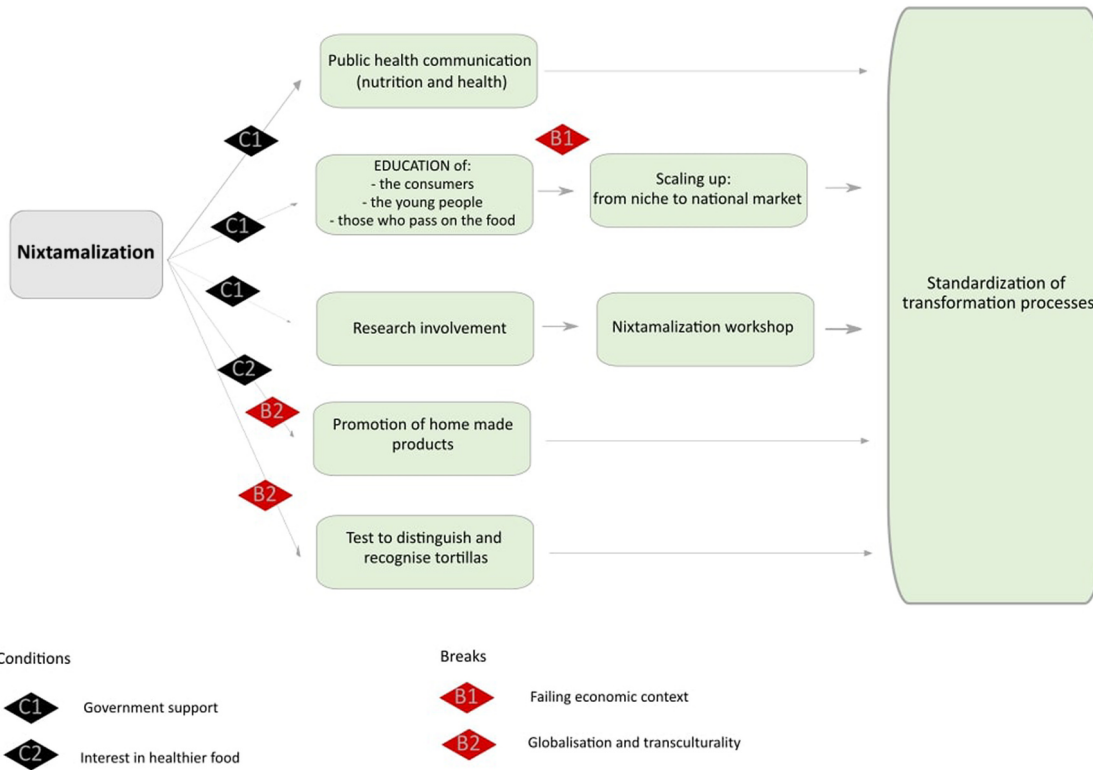 Public health communication
(nutrition and health)
C1
B1
EDUCATION of:
- the consumers
- the young people
- those who pass on the food
Scaling up:
from niche to national market
C1
Nixtamalization
C1
Standardization of
transformation processes
Research involvement
Nixtamalization workshop
C2
B2
Promotion of home made
products
B2
Test to distinguish and
recognise tortillas
Conditions
Breaks
C1
Government support
B1
Failing economic context
C2
Interest in healthier food
B2
Globalisation and transculturality